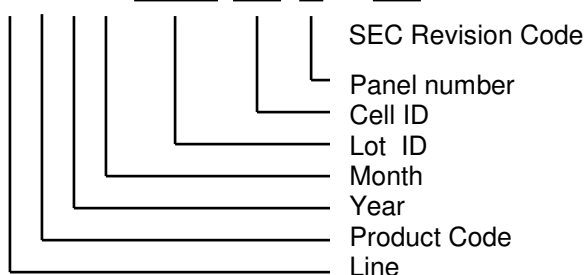 SEC Revision Code
Panel number
Cell ID
Lot ID
Month
Year
Product Code
Line